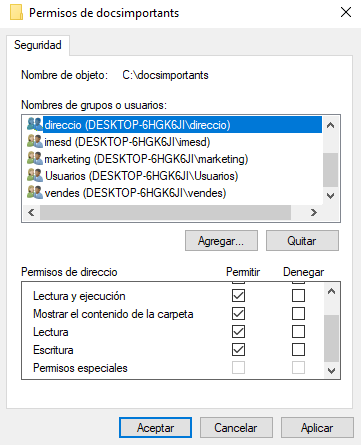 Permisos de docsimportants
Seguridad
Nombre de objeto: C:\docsimportants
Nombres de grupos o usuarios:
direccio (DESKTOP-6HGK6JI\direccio)
imesd (DESKTOP-6HGK6JI\imesd)
marketing (DESKTOP-6HGK6JI\marketing)
Usuarios (DESKTOP-6HGK6JI\Usuarios)
vendes (DESKTOP-6HGK6JI\vendes)
Agregar... Quitar
Permisos de direccio Permitir Denegar
Lectura y ejecución
Mostrar el contenido de la carpeta
Lectura
Escritura
Permisos especiales
Aceptar Cancelar Aplicar